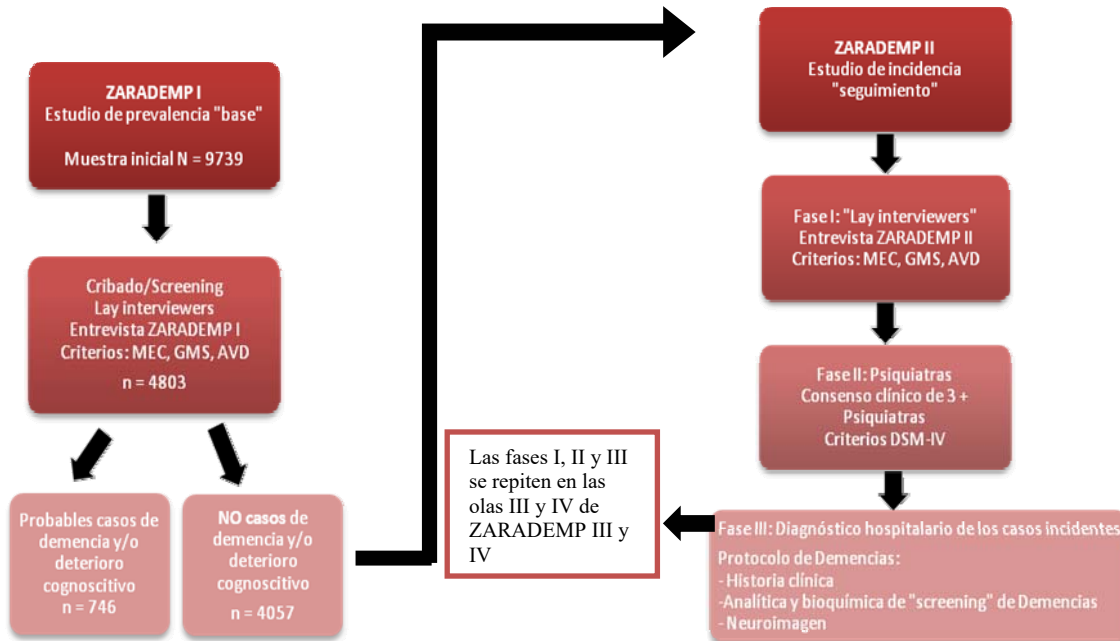 ZARADEMP I
Estudio de prevalencia "base"
Muestra inicial N = 9739
Cribado/Screening
Lay interviewers
Entrevista ZARADEMP I
Criterios: MEC, GMS, AVD
n = 4803
Probables casos de
demencia y/o
deterioro
cognoscitivo
n = 746
NO casos de
demencia y/o
deterioro
cognoscitivo
n = 4057
ZARADEMP II
Estudio de incidencia
"seguimiento"
Fase I: "Lay interviewers"
Entrevista ZARADEMP II
Criterios: MEC, GMS, AVD
Fase II: Psiquiatras
Consenso clínico de 3 +
Psiquiatras
Criterios DSM-IV
Fase III: Diagnóstico hospitalario de los casos incidentes
Protocolo de Demencias:
- Historia clínica
-Analítica y bioquímica de "screening" de Demencias
- Neuroimagen
Las fases I, II y III
se repiten en las
olas III y IV de
ZARADEMP III y
IV